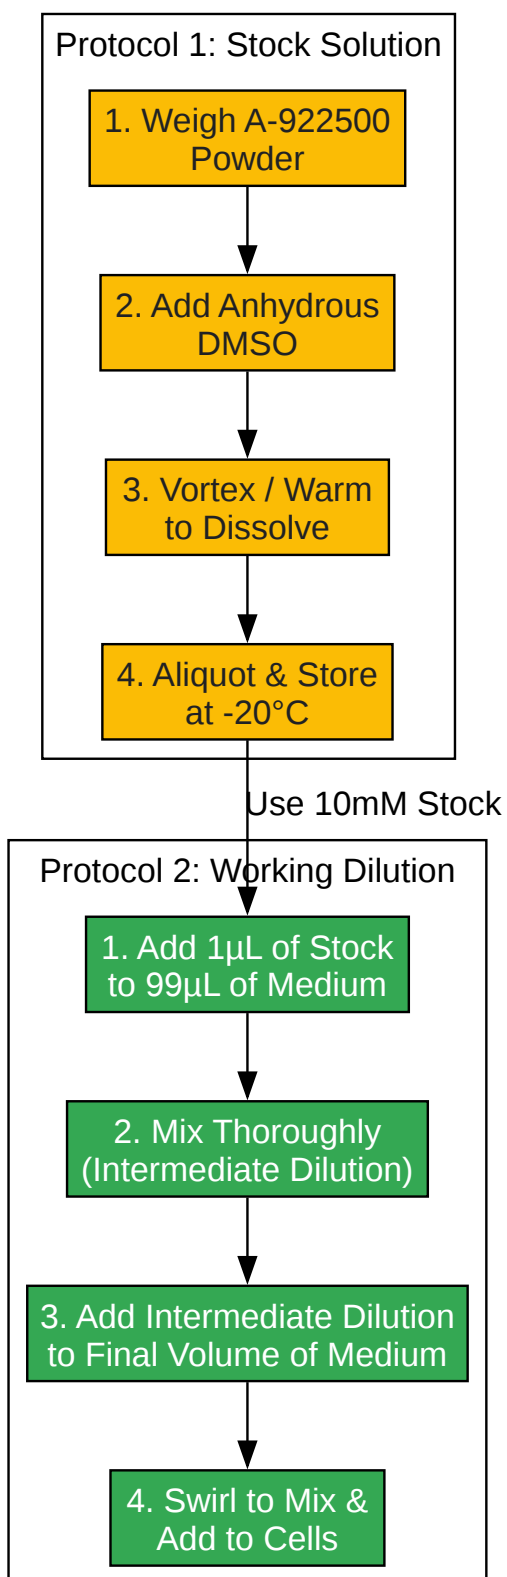 Protocol 1: Stock Solution
1. Weigh A-922500
Powder
2. Add Anhydrous
DMSO
3. Vortex / Warm
to Dissolve
4. Aliquot & Store
at -20°C
Use 10mM Stock
Protocol 2: Working Dilution
1. Add 1µL of Stock
to 99µL of Medium
2. Mix Thoroughly
(Intermediate Dilution)
3. Add Intermediate Dilution
to Final Volume of Medium
4. Swirl to Mix &
Add to Cells